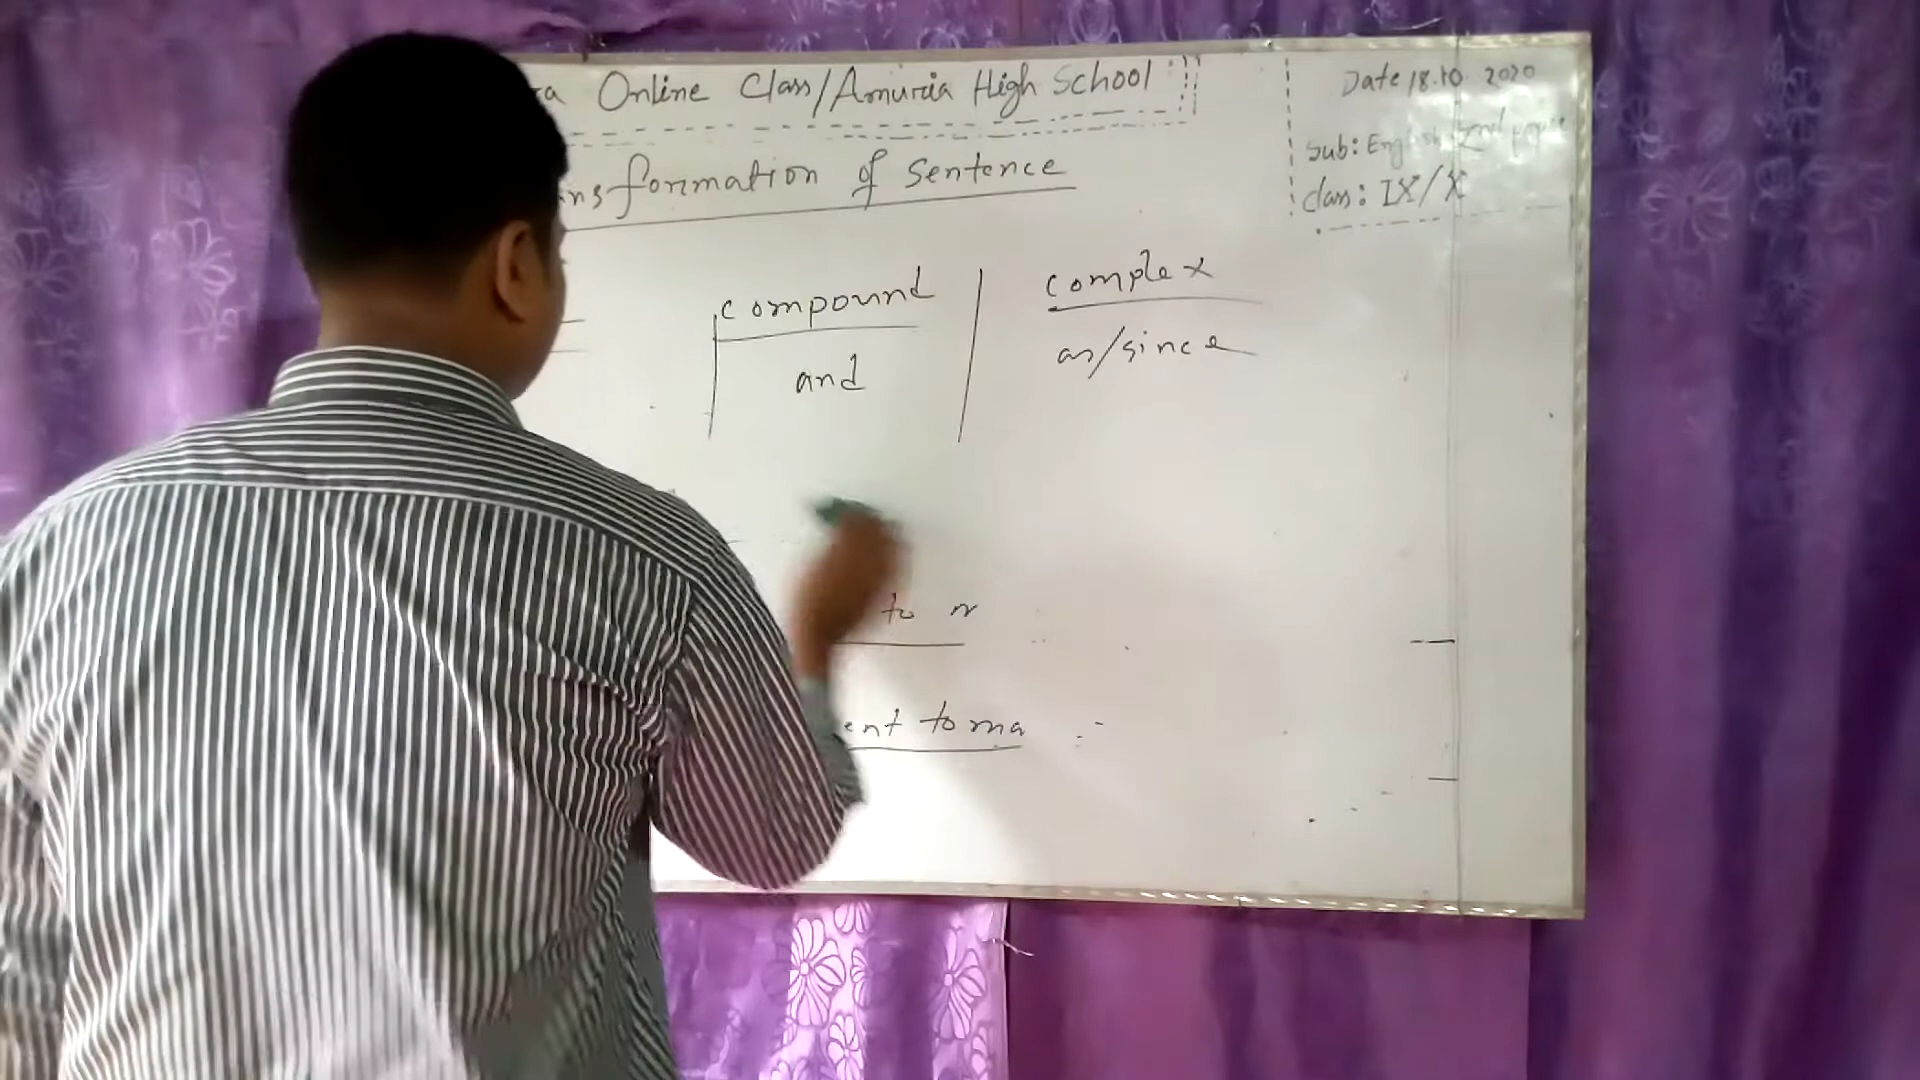 Online Class/Amuria High School
Date 18.10 2020
Sub: English 2nd
Class: IX/X
nsformation of Sentence
compound
complex
and
as/since
to
ent to ma